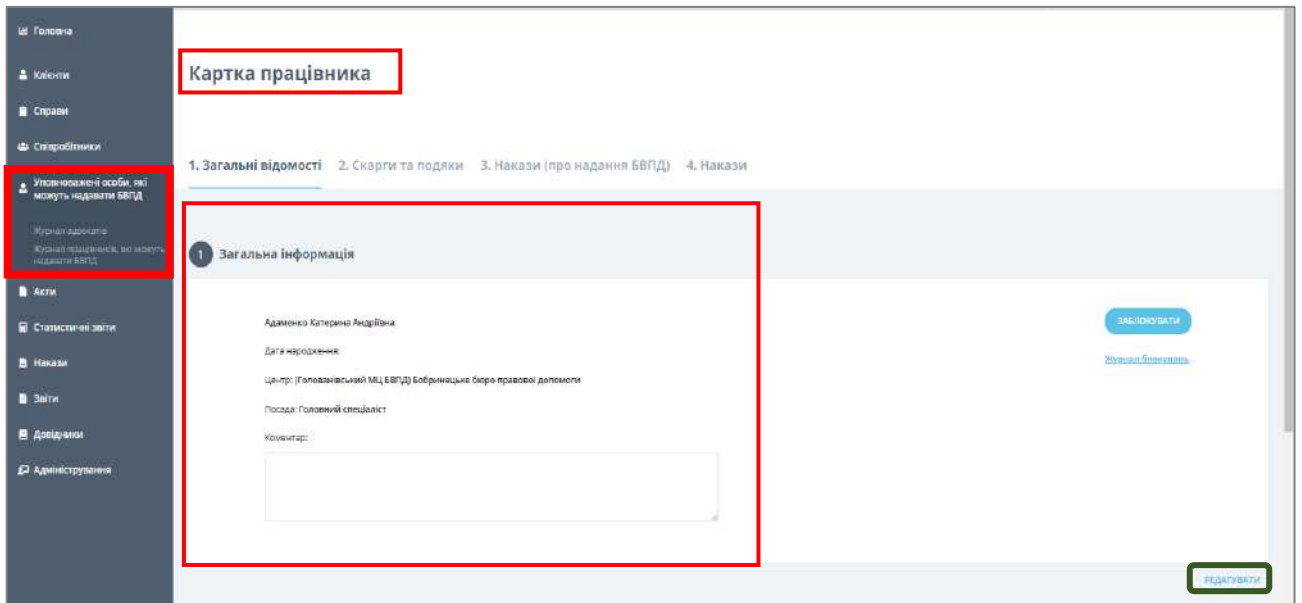 Головна
Клієнти
Справи
Співробітники
Уповноважені особи, які
можуть надавати БВПД
Журнал адвокатів
Журнал працівників, які можуть
надавати БВПД
Акти
Статистичні звіти
Накази
Звіти
Довідники
Адміністрування
Картка працівника
1. Загальні відомості 2. Скарги та подяки 3. Накази (про надання БВПД) 4. Накази
1 Загальна інформація
Адаменко Катерина Андріївна
Дата народження:
Центр: (Голованівський МЦ БВПД) Бобринецьке бюро правової допомоги
Посада: Головний спеціаліст
Коментар:
ЗАБЛОКУВАТИ
Журнал блокувань
РЕДАГУВАТИ